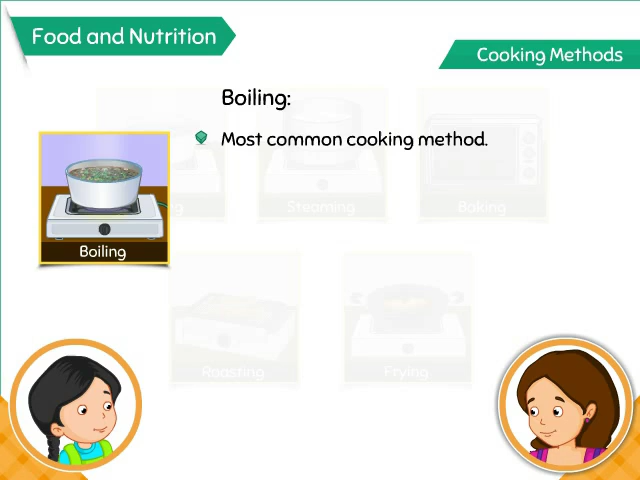 Food and Nutrition
Cooking Methods
Boiling:
Most common cooking method.
Boiling
Steaming
Baking
Roasting
Frying